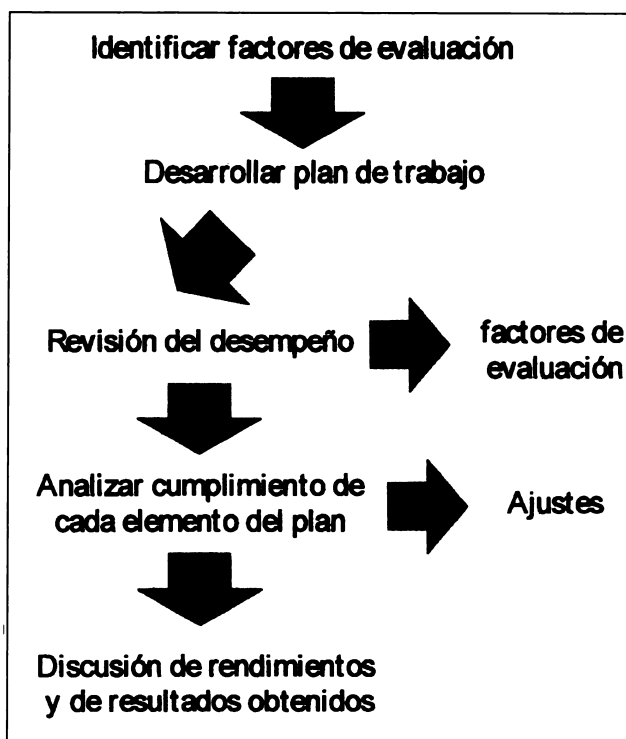 Identificar factores de evaluación
Desarrollar plan de trabajo
Revisión del desempeño
factores de
evaluación
Analizar cumplimiento de
cada elemento del plan
Ajustes
Discusión de rendimientos
y de resultados obtenidos